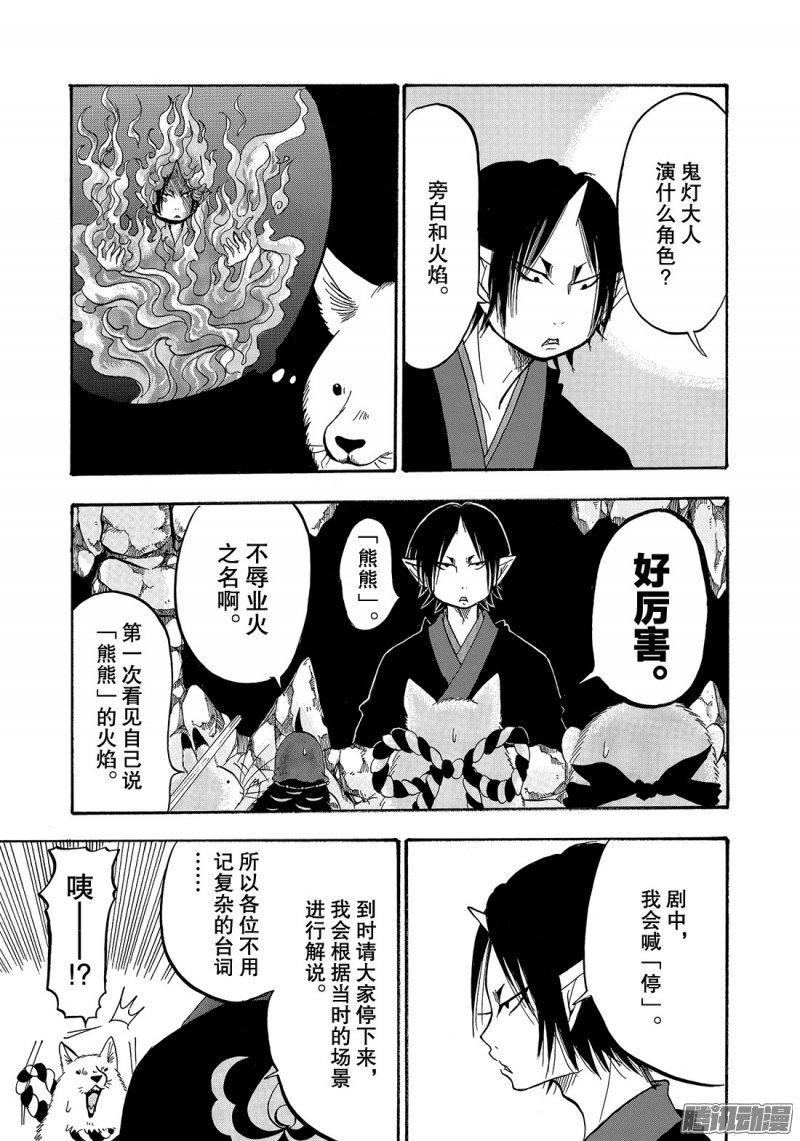 鬼灯大人
演什么角色？
旁白和火焰。
好厉害。
「熊熊」。
不辱业火
之名啊。
第一次看见自己说
「熊熊」的火焰。
剧中，
我会喊「停」。
到时请大家停下来，
我会根据当时的场景
进行解说。
所以各位不用
记复杂的台词
……
咦——!?
腾讯动漫